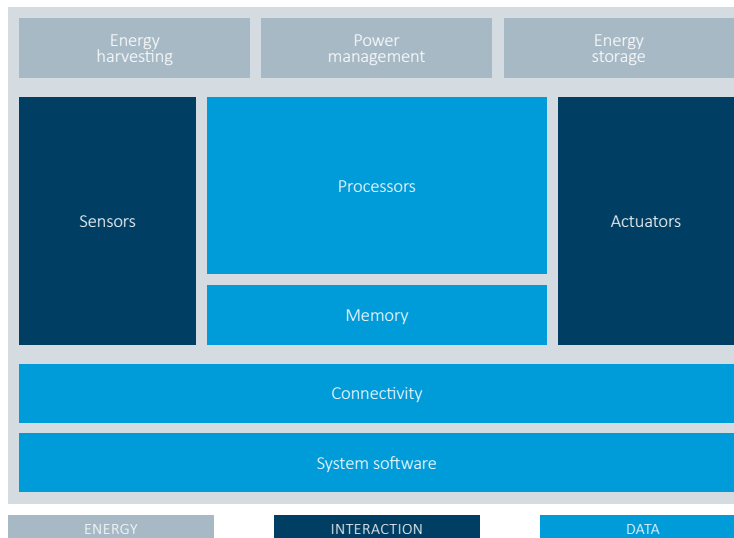 Energy
harvesting
Power
management
Energy
storage
Sensors
Processors
Actuators
Memory
Connectivity
System software
ENERGY
INTERACTION
DATA